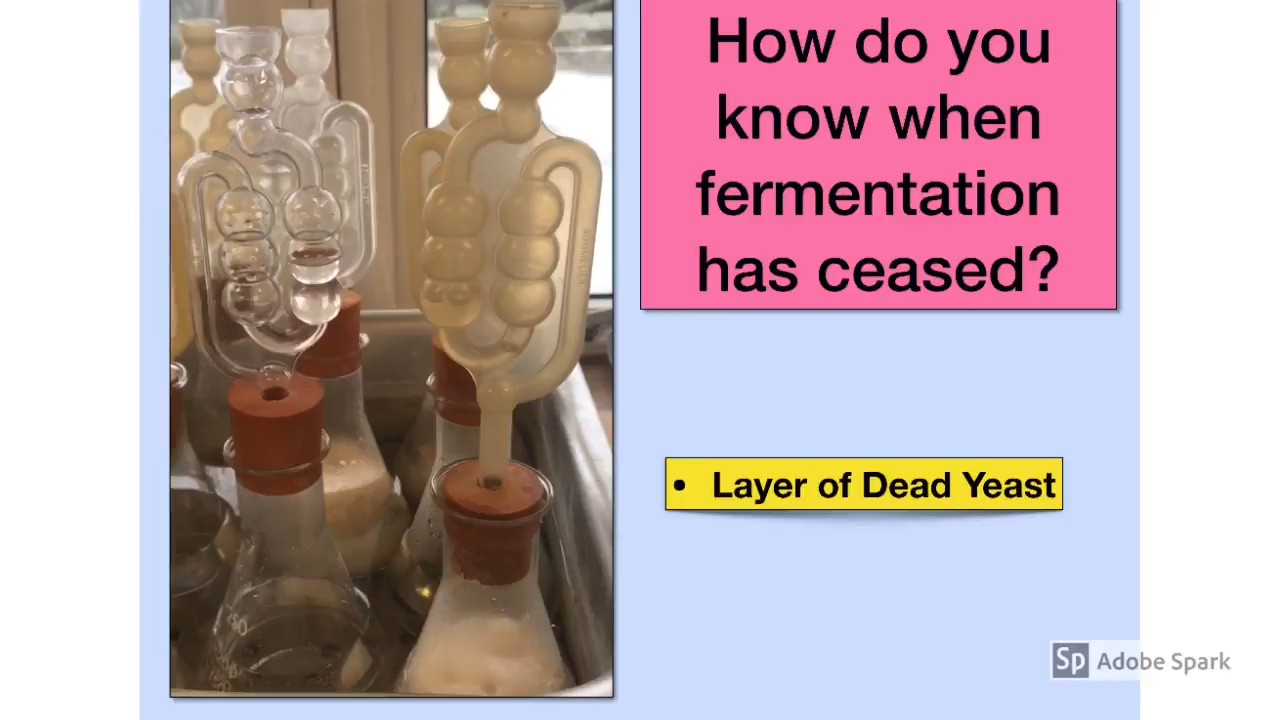 How do you
know when
fermentation
has ceased?
• Layer of Dead Yeast
Sp Adobe Spark